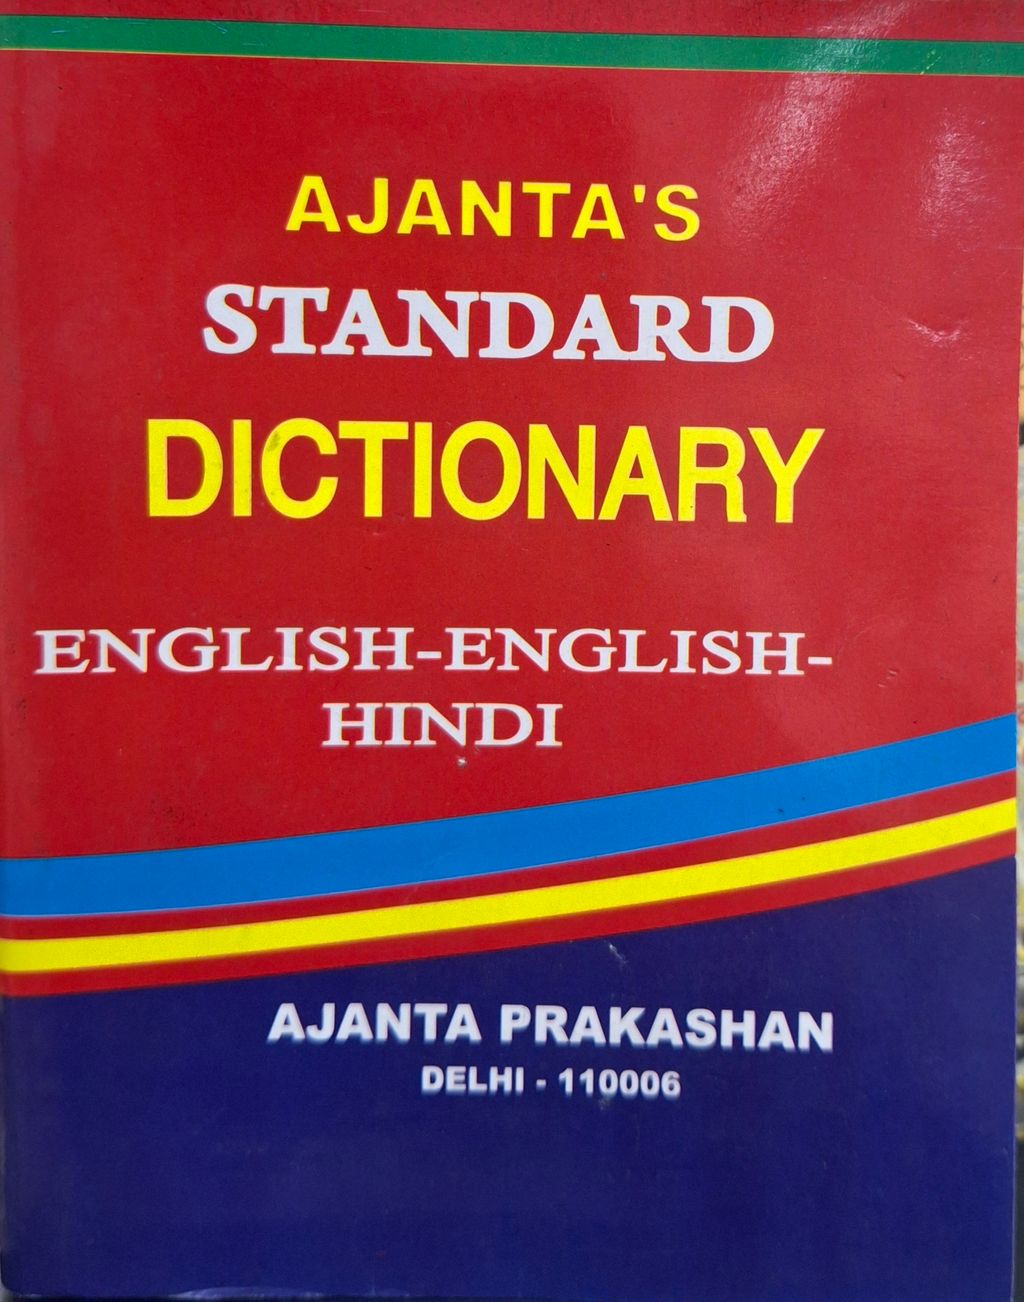 AJANTA'S
STANDARD
DICTIONARY
ENGLISH-ENGLISH-
HINDI
AJANTA PRAKASHAN
DELHI - 110006